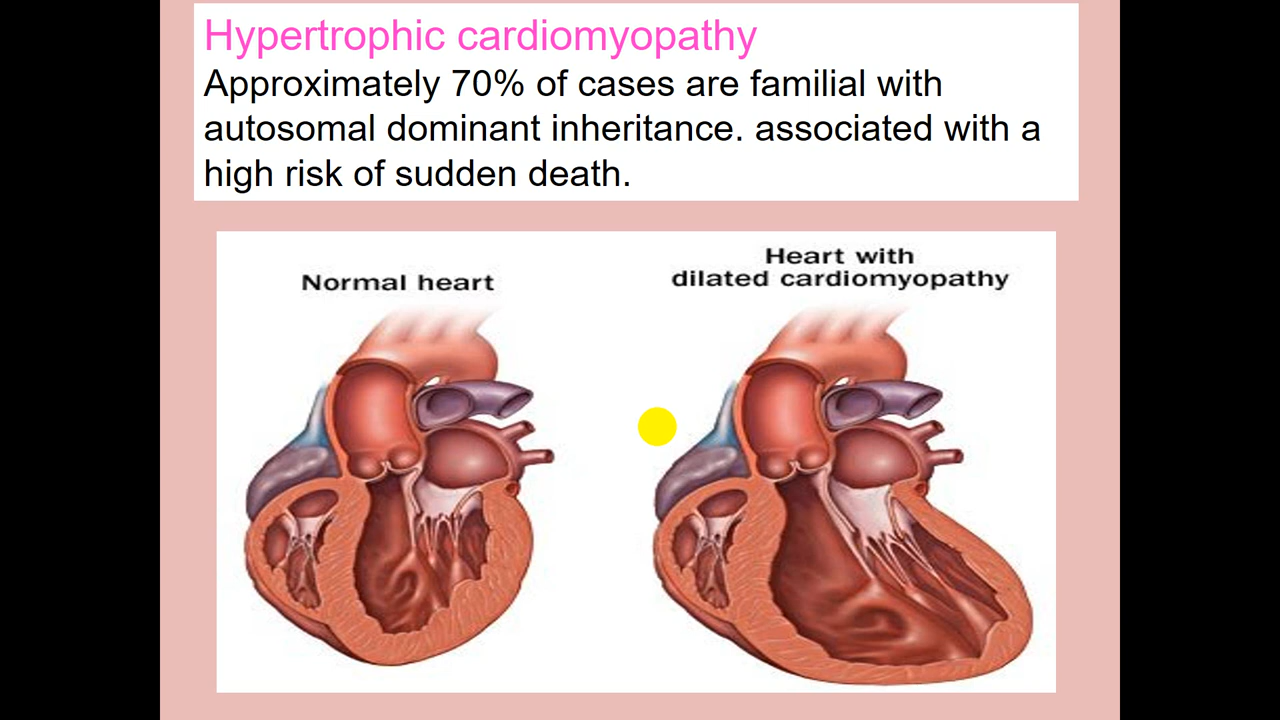 Hypertrophic cardiomyopathy
Approximately 70% of cases are familial with
autosomal dominant inheritance. associated with a
high risk of sudden death.
Normal heart
Heart with
dilated cardiomyopathy